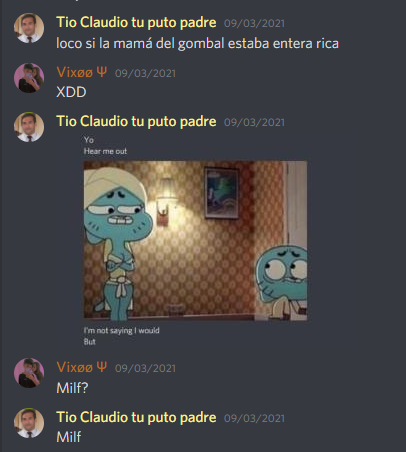 Tio Claudio tu puto padre 09/03/2021
loco si la mamá del gombal estaba entera rica
Vixøø Ψ 09/03/2021
XDD
Tio Claudio tu puto padre 09/03/2021
Yo
Hear me out
I'm not saying I would
But
Vixøø Ψ 09/03/2021
Milf?
Tio Claudio tu puto padre 09/03/2021
Milf